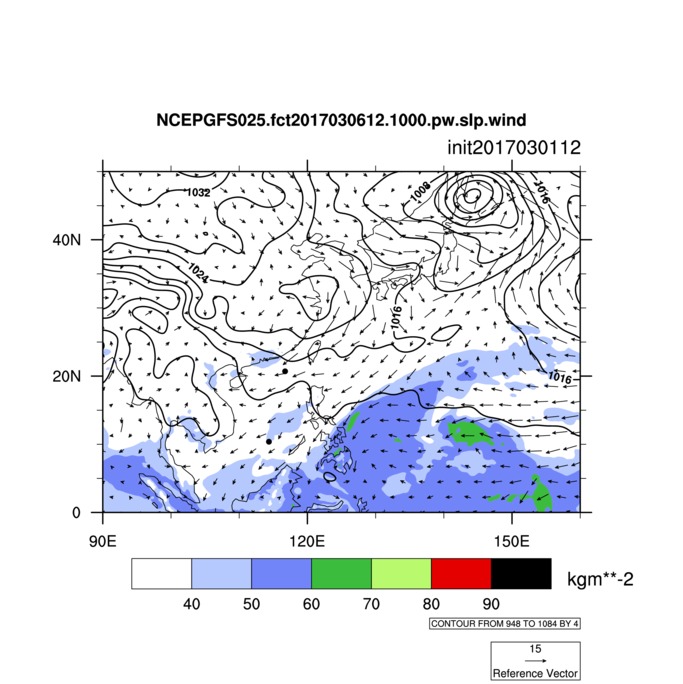 NCEPGFS025.fct2017030612.1000.pw.slp.wind
init2017030112
1032
1008
1016
40N
1024
1016
20N
1016
0
90E 120E 150E
kgm**-2
40 50 60 70 80 90
CONTOUR FROM 948 TO 1084 BY 4
15
Reference Vector